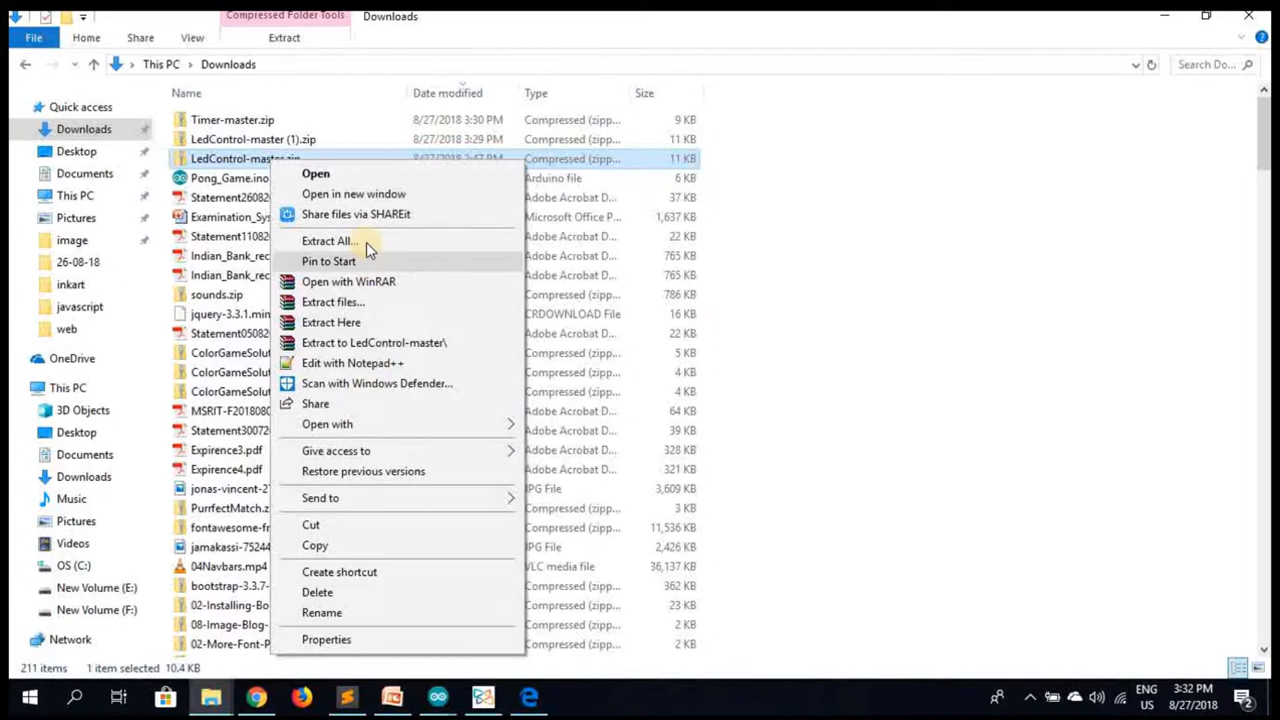 Compressed Folder Tools
Downloads
File
Home
Share
View
Extract
This PC
Downloads
Search Do...
Name
Date modified
Type
Size
Quick access
Downloads
Desktop
Documents
This PC
Pictures
image
26-08-18
inkart
javascript
web
OneDrive
This PC
3D Objects
Desktop
Documents
Downloads
Music
Pictures
Videos
OS (C:)
New Volume (E:)
New Volume (F:)
Network
Timer-master.zip 8/27/2018 3:30 PM Compressed (zipp... 9 KB
LedControl-master (1).zip 8/27/2018 3:29 PM Compressed (zipp... 11 KB
LedControl-master.zip 8/27/2018 2:47 PM Compressed (zipp... 11 KB
Pong_Game.ino Arduino file 6 KB
Statement26082 Adobe Acrobat D... 37 KB
Examination_Sys Microsoft Office P... 217 KB
Statement11082 Adobe Acrobat D... 22 KB
Indian_Bank_rec Adobe Acrobat D... 765 KB
Indian_Bank_rec Adobe Acrobat D... 765 KB
sounds.zip Compressed (zipp... 786 KB
jquery-3.3.1.min CRDOWNLOAD File 16 KB
Statement05082 Adobe Acrobat D... 22 KB
ColorGameSolut Compressed (zipp... 5 KB
ColorGameSolut Compressed (zipp... 4 KB
ColorGameSolut Compressed (zipp... 4 KB
MSRIT-F2018080 Adobe Acrobat D... 64 KB
Statement30072 Adobe Acrobat D... 39 KB
Expirence3.pdf Adobe Acrobat D... 328 KB
Expirence4.pdf Adobe Acrobat D... 321 KB
jonas-vincent-2 JPG File 3,609 KB
PurrfectMatch.z Compressed (zipp... 3 KB
fontawesome-fr Compressed (zipp... 11,536 KB
jamakassi-75244 JPG File 2,426 KB
04Navbars.mp4 VLC media file 36,137 KB
bootstrap-3.3.7- Compressed (zipp... 362 KB
02-Installing-Bo Compressed (zipp... 23 KB
08-Image-Blog- Compressed (zipp... 2 KB
02-More-Font-P Compressed (zipp... 2 KB
Open
Open in new window
Share files via SHAREit
Extract All...
Pin to Start
Open with WinRAR
Extract files...
Extract Here
Extract to LedControl-master\
Edit with Notepad++
Scan with Windows Defender...
Share
Open with
Give access to
Restore previous versions
Send to
Cut
Copy
Create shortcut
Delete
Rename
Properties
211 items 1 item selected 10.4 KB
ENG
US
3:32 PM
8/27/2018
2